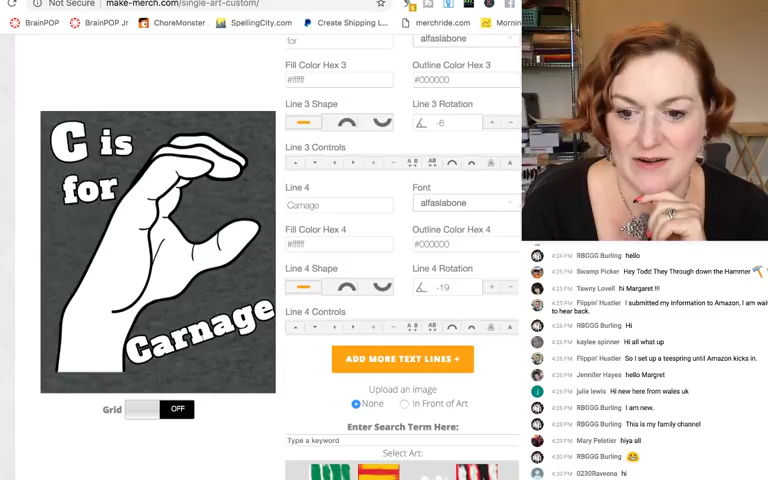 Not Secure | make-merch.com/single-art-custom/
BrainPOP
BrainPOP Jr
ChoreMonster
SpellingCity.com
Create Shipping L...
merchride.com
for
alfaslabone
Fill Color Hex 3
Outline Color Hex 3
#ffffff
#000000
Line 3 Shape
Line 3 Rotation
-6
Line 3 Controls
Line 4
Font
Carnage
alfaslabone
Fill Color Hex 4
Outline Color Hex 4
#ffffff
#000000
Line 4 Shape
Line 4 Rotation
-19
Line 4 Controls
ADD MORE TEXT LINES +
Upload an image
None
In Front of Art
Enter Search Term Here:
Type a keyword
Select Art:
C is
for
Carnage
Grid
OFF
4:24 PM RBGGG Burling hello
4:25 PM Swamp Picker Hey Todd They Through down the Hammer
4:25 PM Tawny Lovell hi Margaret !!!
4:25 PM Flippin' Hustler I submitted my information to Amazon, I am wai
to hear back.
4:26 PM RBGGG Burling Hi
4:26 PM kaylee spinner Hi all what up
4:26 PM Flippin' Hustler So I set up a teespring until Amazon kicks in.
4:26 PM Jennifer Hayes hello Margret
4:26 PM julie lewis Hi new here from wales uk
4:26 PM RBGGG Burling I am new.
4:28 PM RBGGG Burling This is my family channel
4:29 PM Mary Peletier hiya all
4:30 PM RBGGG Burling
4:30 PM 0230Raveena hi